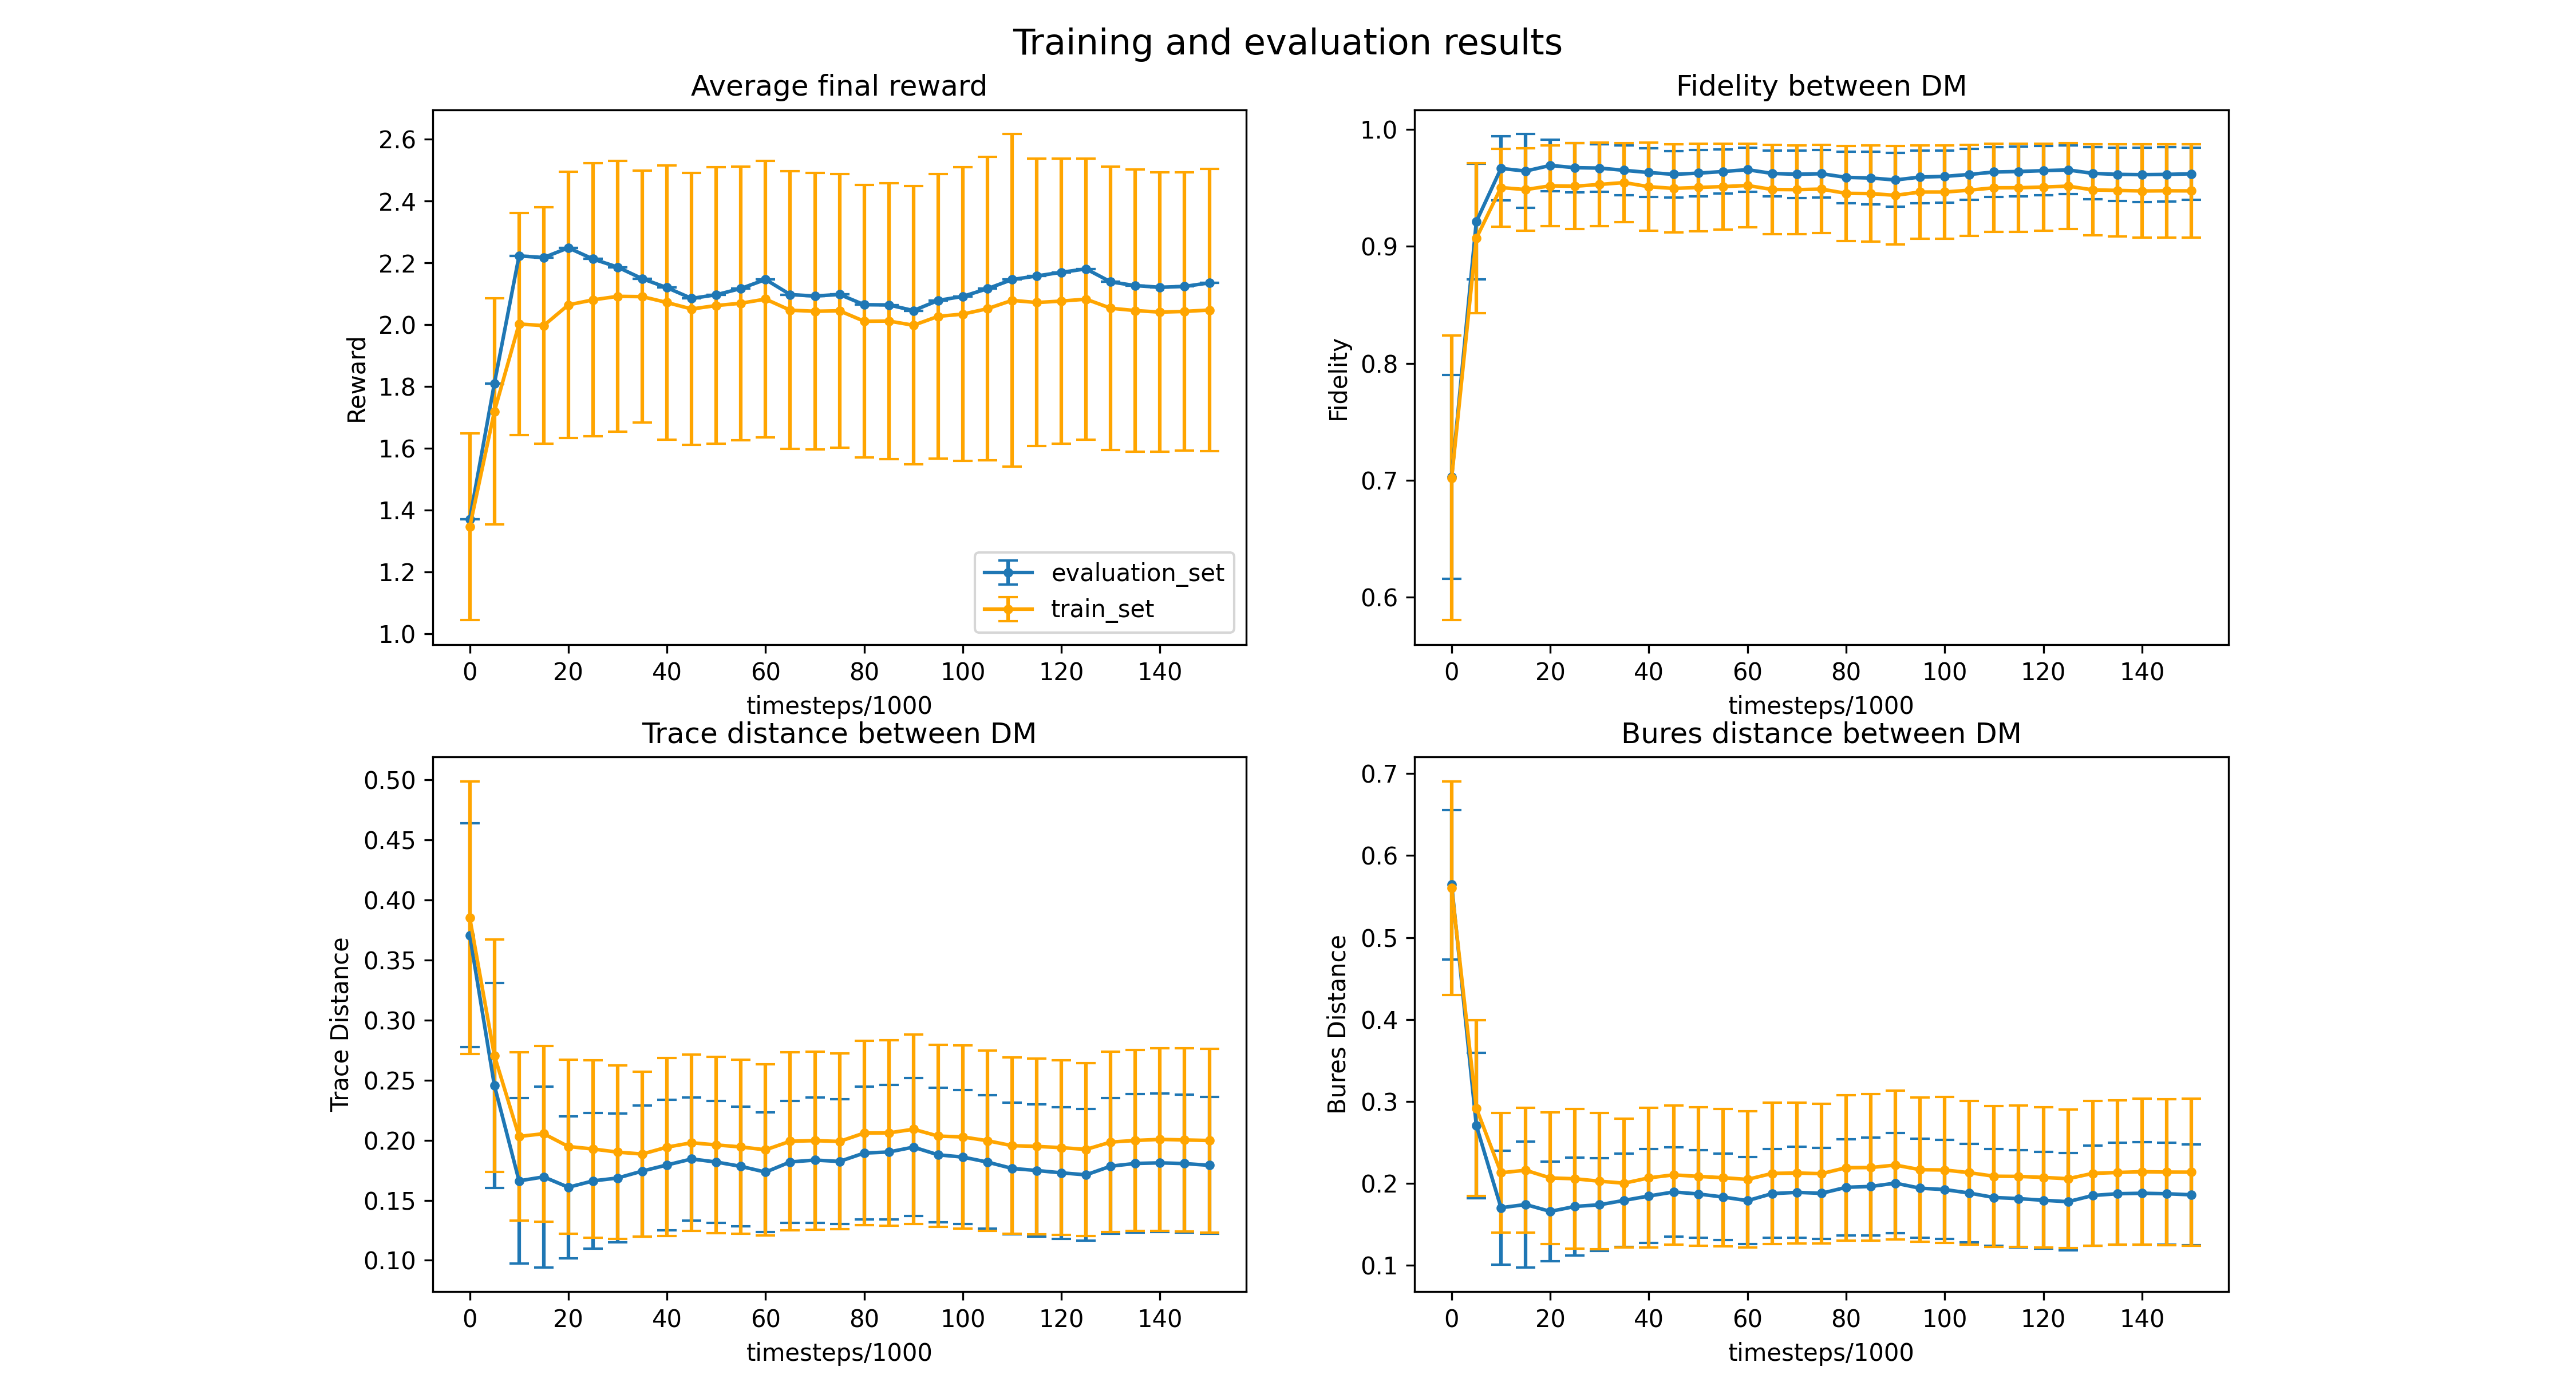 Training and evaluation results
Average final reward
Reward
2.6
2.4
2.2
2.0
1.8
1.6
1.4
1.2
1.0
evaluation_set
train_set
0 20 40 60 80 100 120 140
timesteps/1000
Fidelity between DM
Fidelity
1.0
0.9
0.8
0.7
0.6
0 20 40 60 80 100 120 140
timesteps/1000
Trace distance between DM
Trace Distance
0.50
0.45
0.40
0.35
0.30
0.25
0.20
0.15
0.10
0 20 40 60 80 100 120 140
timesteps/1000
Bures distance between DM
Bures Distance
0.7
0.6
0.5
0.4
0.3
0.2
0.1
0 20 40 60 80 100 120 140
timesteps/1000